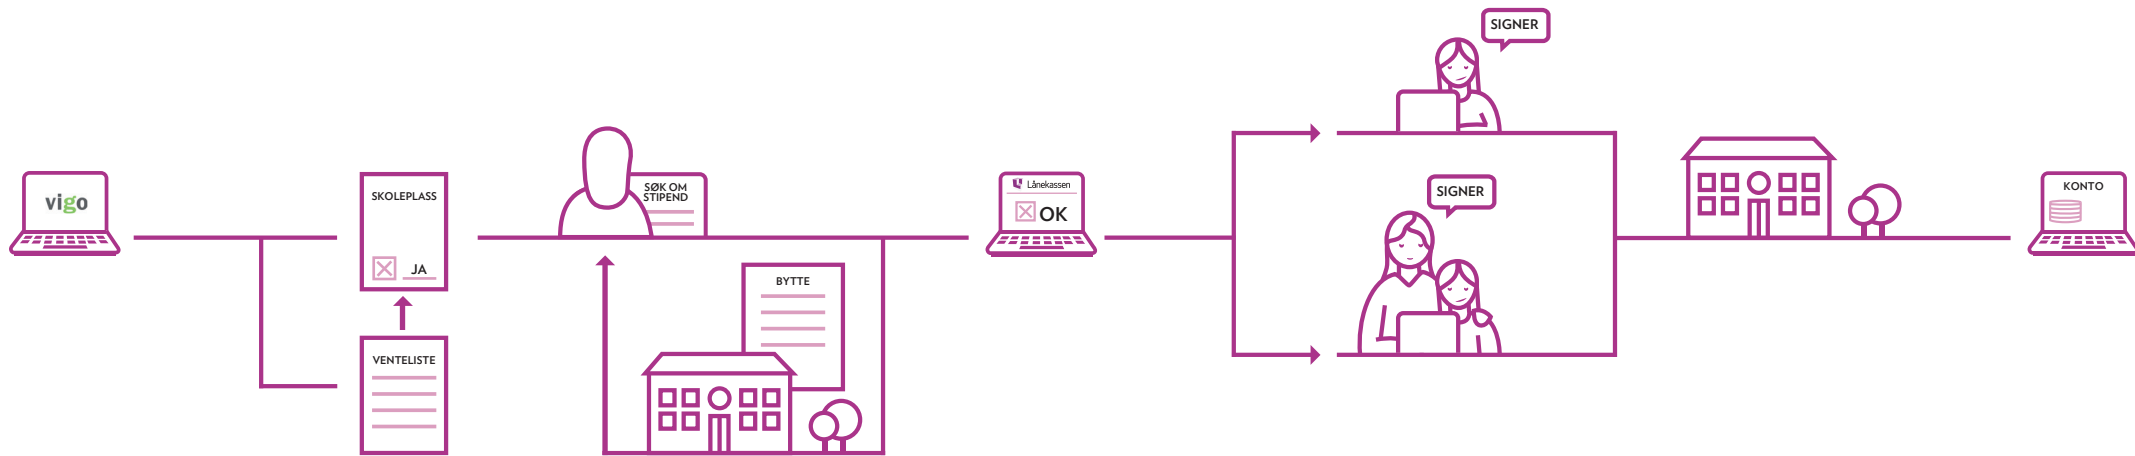 vigo
SKOLEPLASS
JA
VENTELISTE
SØK OM
STIPEND
BYTTE
Lånekassen
OK
SIGNER
SIGNER
KONTO